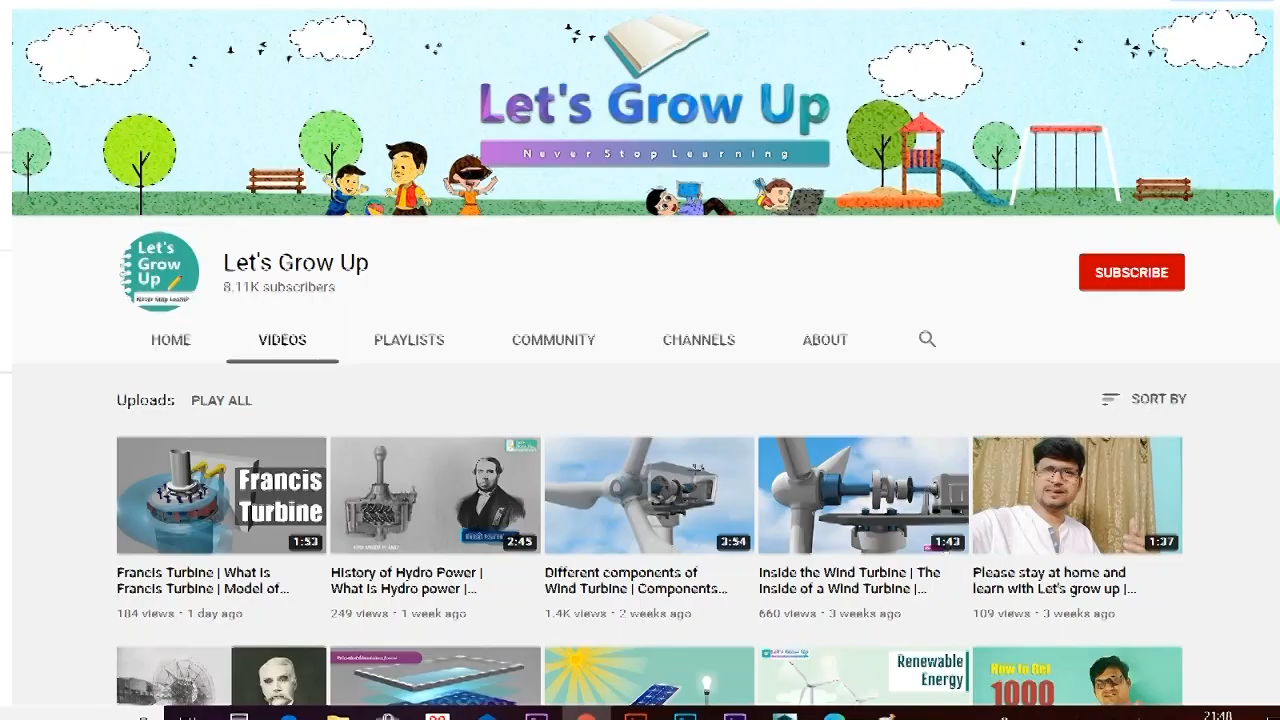 Let's Grow Up
Never Stop Learning
Let's
Grow
Up
Let's Grow Up
8.11K subscribers
SUBSCRIBE
HOME VIDEOS PLAYLISTS COMMUNITY CHANNELS ABOUT
Uploads PLAY ALL
SORT BY
Francis
Turbine
1:53
2:45
3:54
1:43
1:37
Francis Turbine | What is
Francis Turbine | Model of...
184 views · 1 day ago
History of Hydro Power |
What is Hydro power |...
249 views · 1 week ago
Different components of
Wind Turbine | Components...
1.4K views · 2 weeks ago
Inside the Wind Turbine | The
Inside of a Wind Turbine |...
660 views · 3 weeks ago
Please stay at home and
learn with Let's grow up |...
109 views · 3 weeks ago
Let's Grow Up
Renewable
Energy
How to Get
1000
21:48